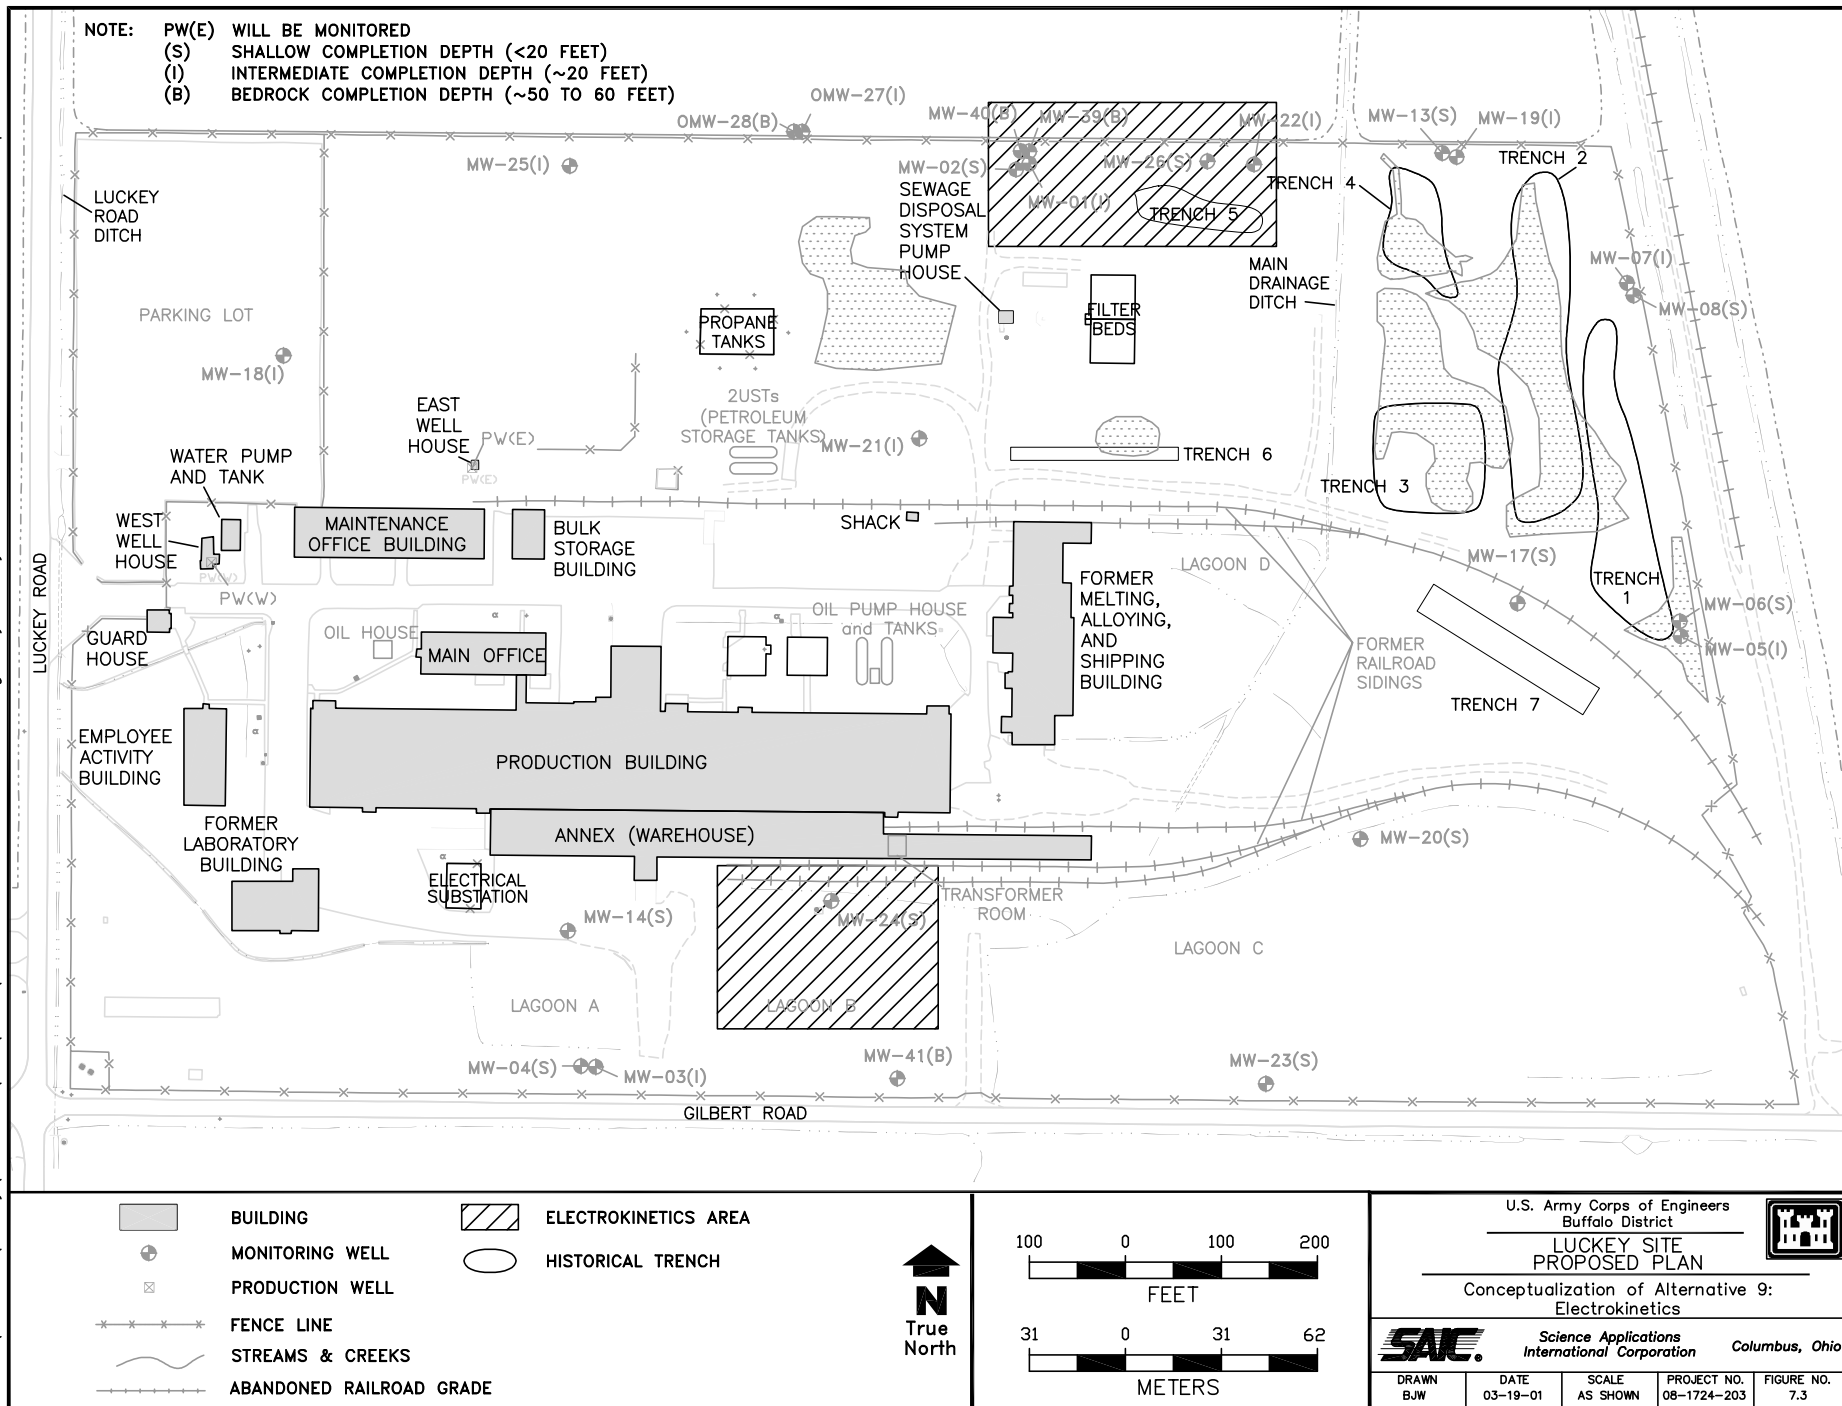 NOTE: PW(E) WILL BE MONITORED
(S) SHALLOW COMPLETION DEPTH (<20 FEET)
(I) INTERMEDIATE COMPLETION DEPTH (~20 FEET)
(B) BEDROCK COMPLETION DEPTH (~50 TO 60 FEET)
OMW-27(I)
OMW-28(B)
MW-40(B)
MW-39(B)
MW-22(I)
MW-13(S)
MW-19(I)
MW-25(I)
MW-02(S)
MW-26(S)
MW-01(I)
TRENCH 2
TRENCH 4
TRENCH 5
LUCKEY
ROAD
DITCH
SEWAGE
DISPOSAL
SYSTEM
PUMP
HOUSE
MAIN
DRAINAGE
DITCH
MW-07(I)
MW-08(S)
PARKING LOT
PROPANE
TANKS
FILTER
BEDS
MW-18(I)
EAST
WELL
HOUSE
PW(E)
PW(E)
2USTs
(PETROLEUM
STORAGE TANKS)
MW-21(I)
TRENCH 6
TRENCH 3
WATER PUMP
AND TANK
WEST
WELL
HOUSE
MAINTENANCE
OFFICE BUILDING
BULK
STORAGE
BUILDING
SHACK
PW(W)
PW(W)
LUCKEY ROAD
GUARD
HOUSE
OIL HOUSE
MAIN OFFICE
OIL PUMP HOUSE
and TANKS
FORMER
MELTING,
ALLOYING,
AND
SHIPPING
BUILDING
LAGOON D
MW-17(S)
TRENCH
1
MW-06(S)
MW-05(I)
FORMER
RAILROAD
SIDINGS
TRENCH 7
EMPLOYEE
ACTIVITY
BUILDING
PRODUCTION BUILDING
FORMER
LABORATORY
BUILDING
ANNEX (WAREHOUSE)
MW-20(S)
ELECTRICAL
SUBSTATION
TRANSFORMER
ROOM
MW-14(S)
MW-24(S)
LAGOON C
LAGOON A
LAGOON B
MW-04(S)
MW-03(I)
MW-41(B)
MW-23(S)
GILBERT ROAD
BUILDING
MONITORING WELL
PRODUCTION WELL
FENCE LINE
STREAMS & CREEKS
ABANDONED RAILROAD GRADE
ELECTROKINETICS AREA
HISTORICAL TRENCH
N
True
North
100 0 100 200
FEET
31 0 31 62
METERS
U.S. Army Corps of Engineers
Buffalo District
LUCKEY SITE
PROPOSED PLAN
Conceptualization of Alternative 9:
Electrokinetics
SAIC
Science Applications
International Corporation
Columbus, Ohio
DRAWN
BJW
DATE
03-19-01
SCALE
AS SHOWN
PROJECT NO.
08-1724-203
FIGURE NO.
7.3